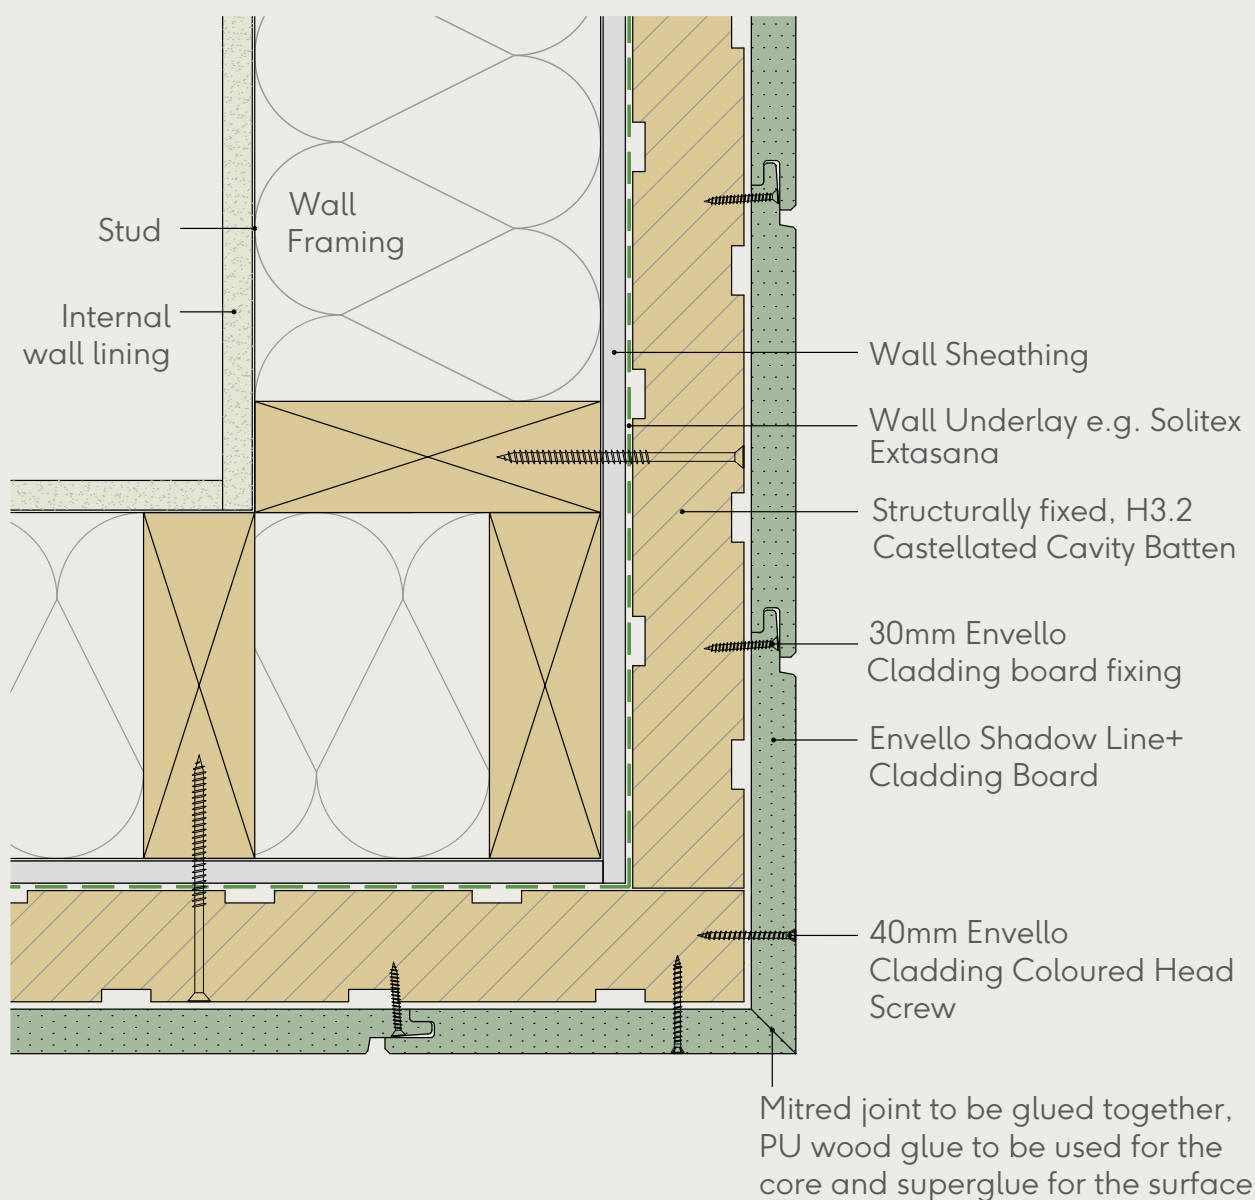 Stud
Wall
Framing
Internal
wall lining
Wall Sheathing
Wall Underlay e.g. Solitex
Extasana
Structurally fixed, H3.2
Castellated Cavity Batten
30mm Envello
Cladding board fixing
Envello Shadow Line+
Cladding Board
40mm Envello
Cladding Coloured Head
Screw
Mitred joint to be glued together,
PU wood glue to be used for the
core and superglue for the surface